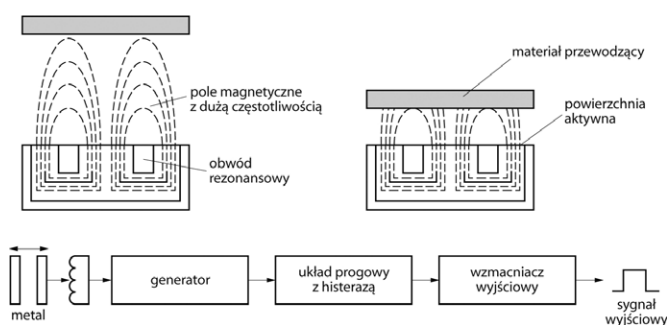 materiał przewodzący
pole magnetyczne
z dużą częstotliwością
powierzchnia
aktywna
obwód
rezonansowy
metal
generator
układ progowy
z histerazą
wzmacniacz
wyjściowy
sygnał
wyjściowy